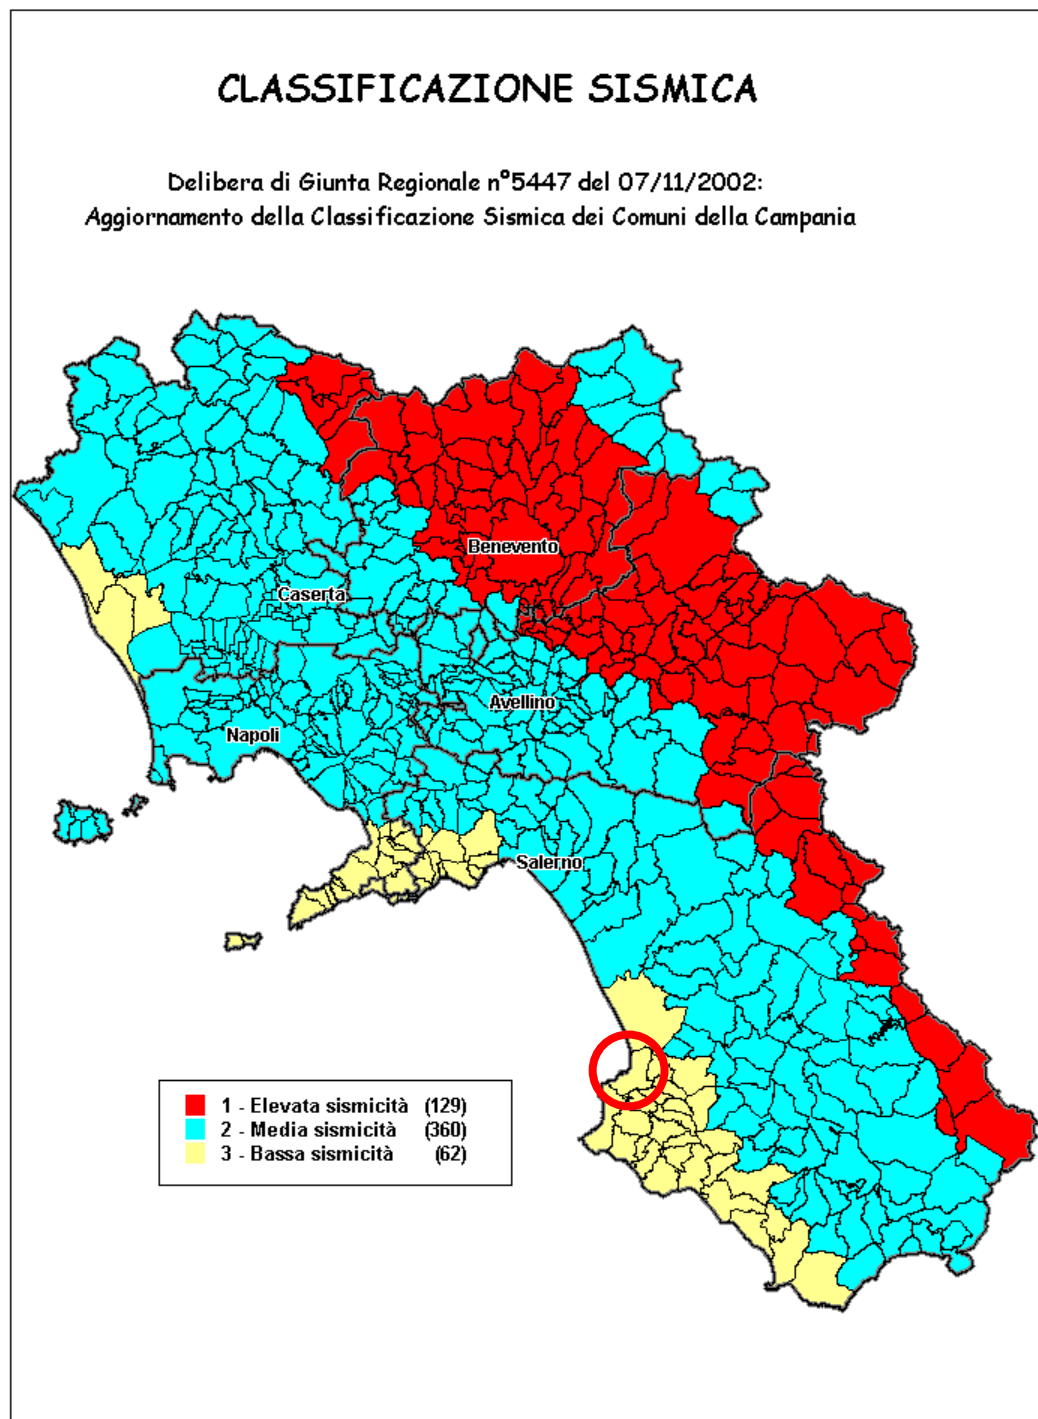 CLASSIFICAZIONE SISMICA
Delibera di Giunta Regionale n°5447 del 07/11/2002:
Aggiornamento della Classificazione Sismica dei Comuni della Campania
Benevento
Caserta
Avellino
Napoli
Salerno
1 - Elevata sismicità (129)
2 - Media sismicità (360)
3 - Bassa sismicità (62)